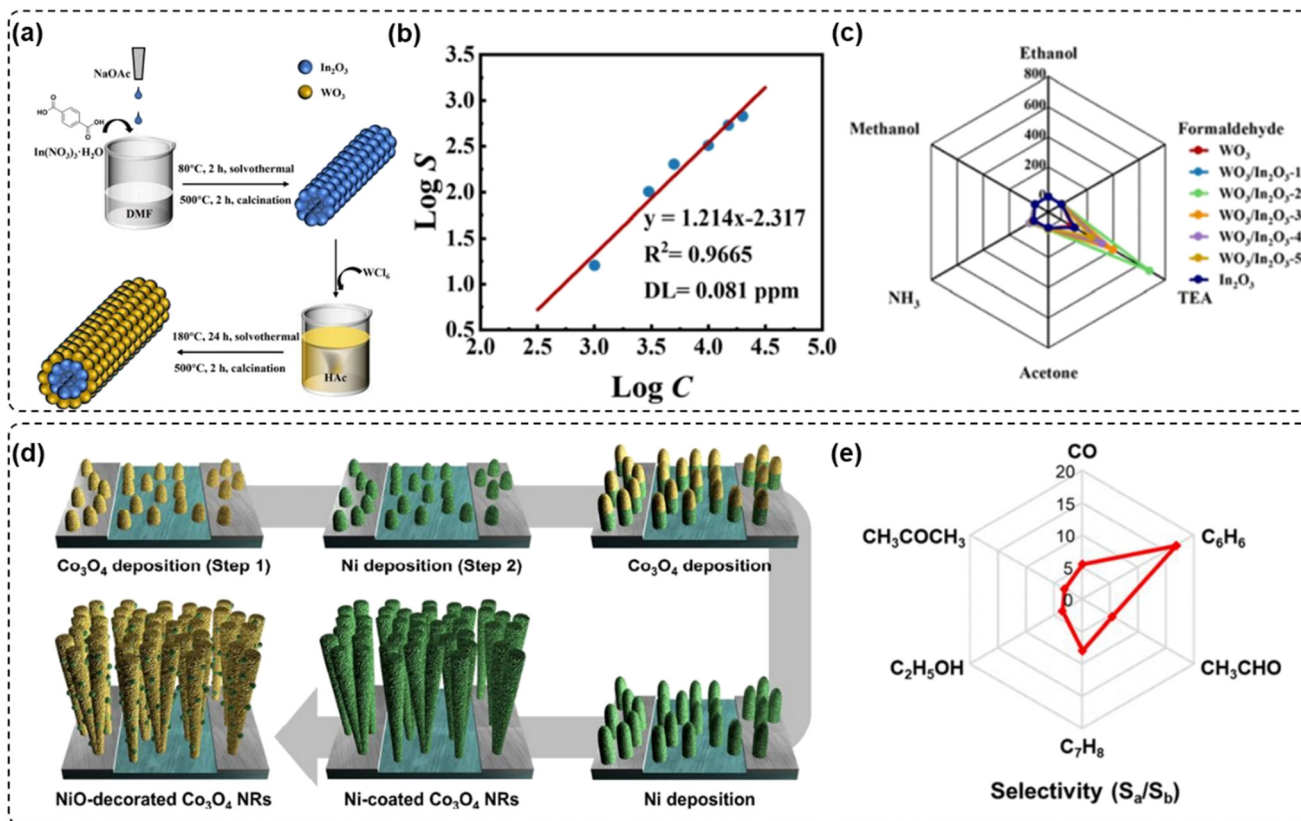 (a)
NaOAc
In₂O₃
WO₃
HO
O
O
OH
In(NO₃)₃·H₂O
DMF
80°C, 2 h, solvothermal
500°C, 2 h, calcination
WCl₆
180°C, 24 h, solvothermal
500°C, 2 h, calcination
HAc
(b)
3.5
3.0
2.5
2.0
1.5
1.0
0.5
Log S
y = 1.214x-2.317
R²= 0.9665
DL= 0.081 ppm
2.0 2.5 3.0 3.5 4.0 4.5 5.0
Log C
(c)
Ethanol
800
600
400
200
0
Methanol
Formaldehyde
WO₃
WO₃/In₂O₃-1
WO₃/In₂O₃-2
WO₃/In₂O₃-3
WO₃/In₂O₃-4
WO₃/In₂O₃-5
In₂O₃
NH₃
TEA
Acetone
(d)
Co₃O₄ deposition (Step 1)
Ni deposition (Step 2)
Co₃O₄ deposition
NiO-decorated Co₃O₄ NRs
Ni-coated Co₃O₄ NRs
Ni deposition
(e)
CO
20
15
10
5
0
CH₃COCH₃
C₆H₆
C₂H₅OH
CH₃CHO
C₇H₈
Selectivity (Sₐ/S_b)